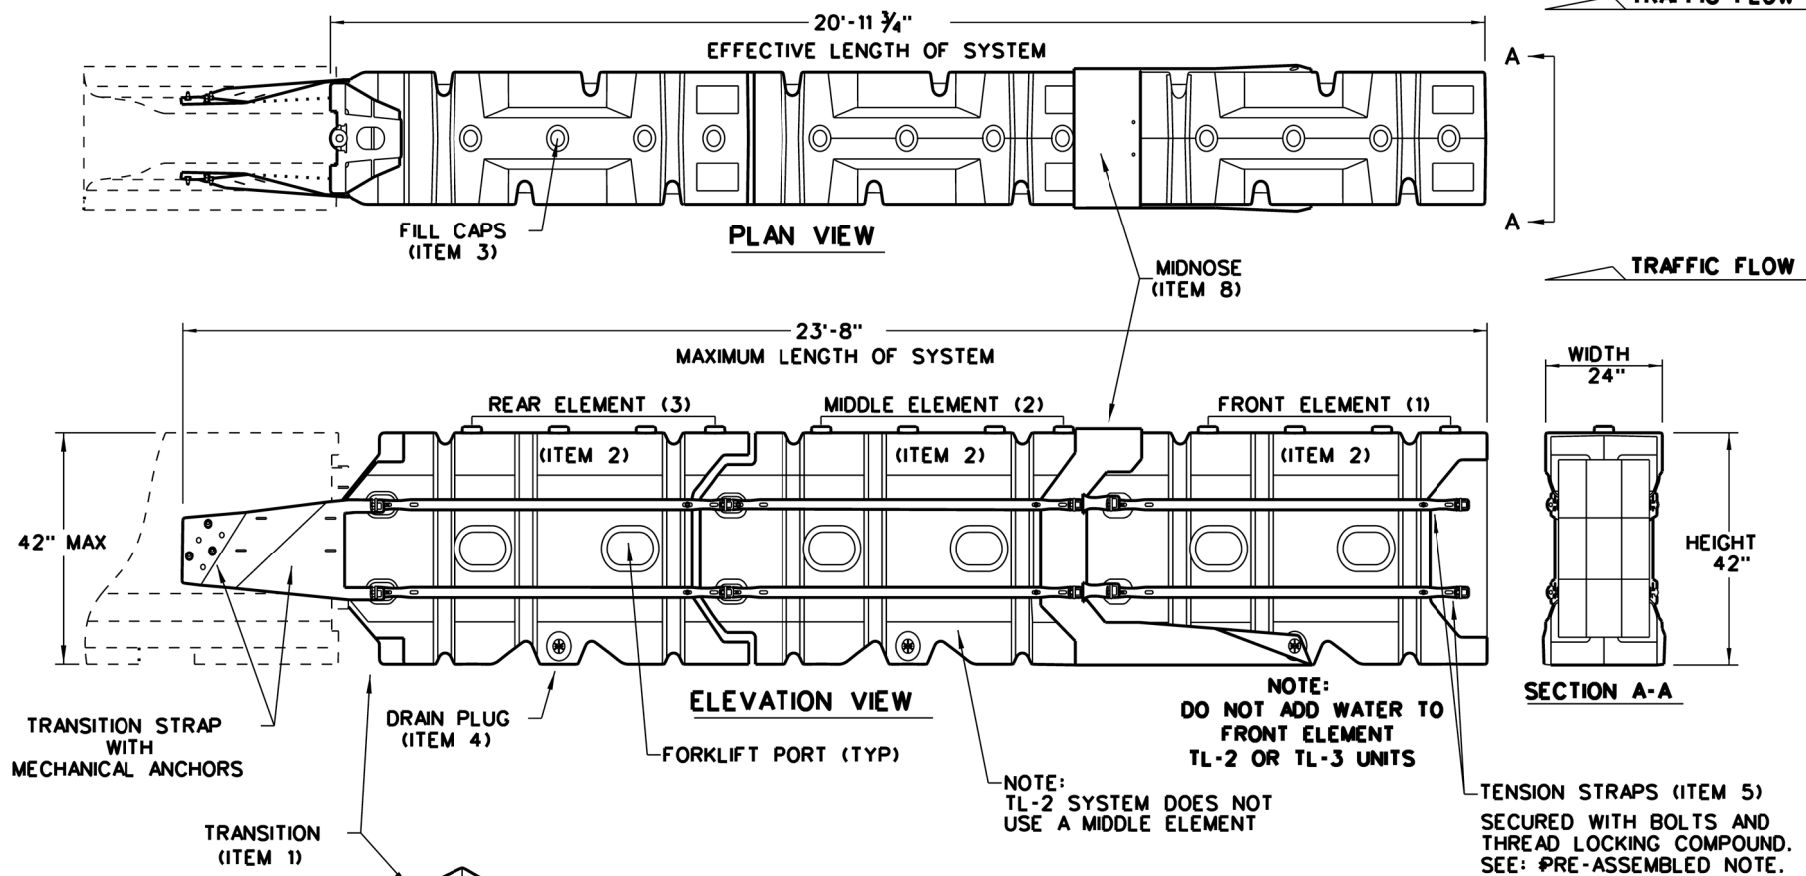 TRAFFIC FLOW
20'-11 ¾"
EFFECTIVE LENGTH OF SYSTEM
A
A
FILL CAPS
(ITEM 3)
PLAN VIEW
MIDNOSE
(ITEM 8)
TRAFFIC FLOW
23'-8"
MAXIMUM LENGTH OF SYSTEM
WIDTH
24"
REAR ELEMENT (3)
MIDDLE ELEMENT (2)
FRONT ELEMENT (1)
(ITEM 2)
(ITEM 2)
(ITEM 2)
42" MAX
HEIGHT
42"
ELEVATION VIEW
SECTION A-A
TRANSITION STRAP
WITH
MECHANICAL ANCHORS
DRAIN PLUG
(ITEM 4)
FORKLIFT PORT (TYP)
NOTE:
DO NOT ADD WATER TO
FRONT ELEMENT
TL-2 OR TL-3 UNITS
NOTE:
TL-2 SYSTEM DOES NOT
USE A MIDDLE ELEMENT
TENSION STRAPS (ITEM 5)
SECURED WITH BOLTS AND
THREAD LOCKING COMPOUND.
SEE: *PRE-ASSEMBLED NOTE.
TRANSITION
(ITEM 1)